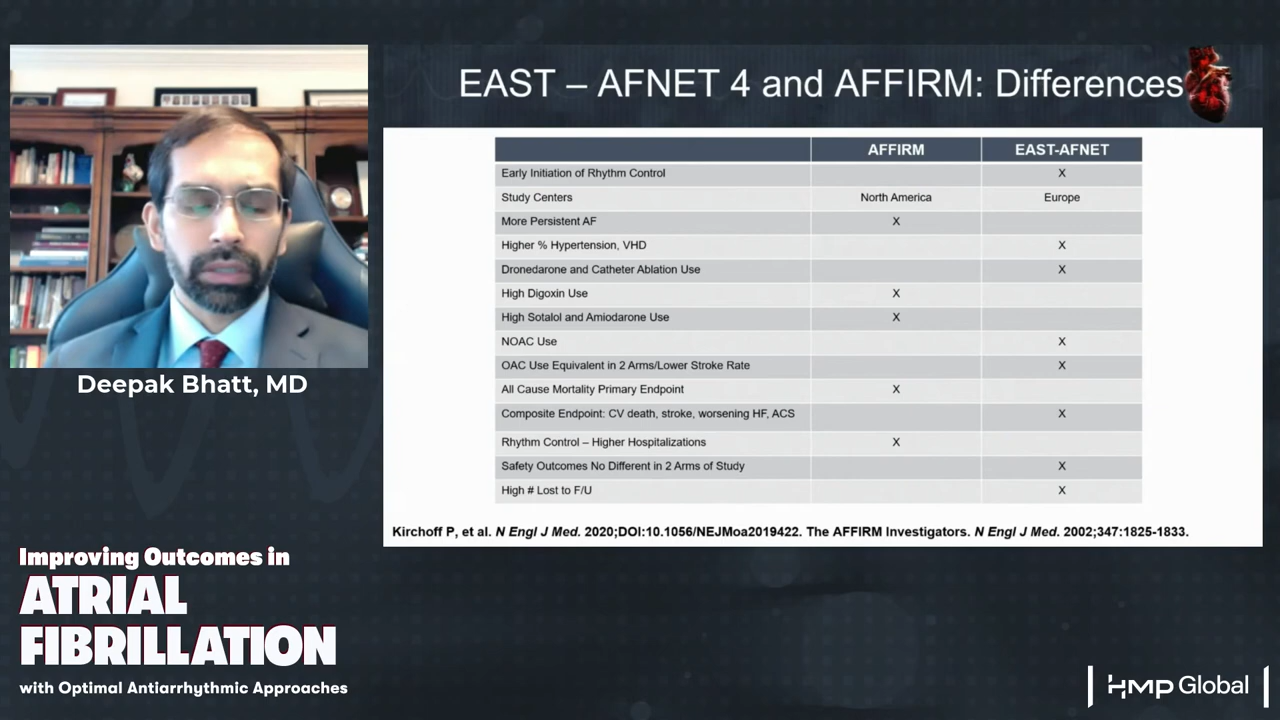 EAST – AFNET 4 and AFFIRM: Differences
AFFIRM EAST-AFNET
Early Initiation of Rhythm Control X
Study Centers North America Europe
More Persistent AF X
Higher % Hypertension, VHD X
Dronedarone and Catheter Ablation Use X
High Digoxin Use X
High Sotalol and Amiodarone Use X
NOAC Use X
OAC Use Equivalent in 2 Arms/Lower Stroke Rate X
All Cause Mortality Primary Endpoint X
Composite Endpoint: CV death, stroke, worsening HF, ACS X
Rhythm Control – Higher Hospitalizations X
Safety Outcomes No Different in 2 Arms of Study X
High # Lost to F/U X
Kirchoff P, et al. N Engl J Med. 2020;DOI:10.1056/NEJMoa2019422. The AFFIRM Investigators. N Engl J Med. 2002;347:1825-1833.
Deepak Bhatt, MD
Improving Outcomes in
ATRIAL
FIBRILLATION
with Optimal Antiarrhythmic Approaches
HMP Global